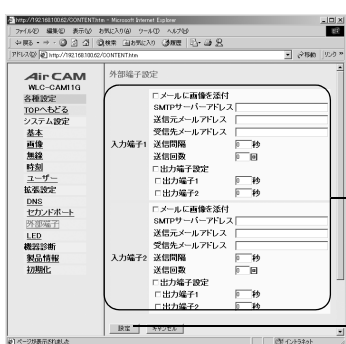 http://192.168.100.62/CONTENT.htm - Microsoft Internet Explorer
ファイル(F) 編集(E) 表示(V) お気に入り(A) ツール(T) ヘルプ(H)
戻る 検索 お気に入り 履歴
アドレス(D) http://192.168.100.62/CONTENT.htm 移動 リンク »
Air CAM
WLC-CAM11G
各種設定
TOPへもどる
システム設定
基本
画像
無線
時刻
ユーザー
拡張設定
DNS
セカンドポート
外部端子
LED
機器診断
製品情報
初期化
外部端子設定
入力端子1
メールに画像を添付
SMTPサーバーアドレス
送信元メールアドレス
受信先メールアドレス
送信間隔 0 秒
送信回数 0 回
出力端子設定
出力端子1 0 秒
出力端子2 0 秒
入力端子2
メールに画像を添付
SMTPサーバーアドレス
送信元メールアドレス
受信先メールアドレス
送信間隔 0 秒
送信回数 0 回
出力端子設定
出力端子1 0 秒
出力端子2 0 秒
設定 キャンセル
ページが表示されました イントラネット